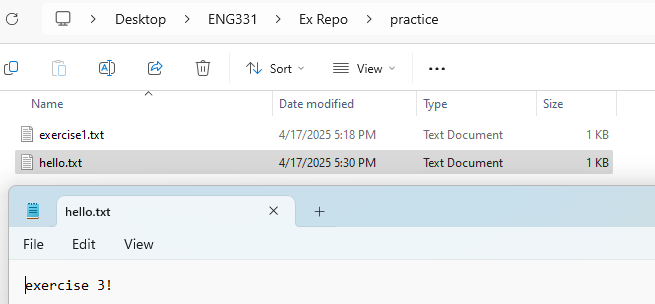 Desktop > ENG331 > Ex Repo > practice
Sort View ...
Name Date modified Type Size
exercise1.txt 4/17/2025 5:18 PM Text Document 1 KB
hello.txt 4/17/2025 5:30 PM Text Document 1 KB
hello.txt
File Edit View
exercise 3!